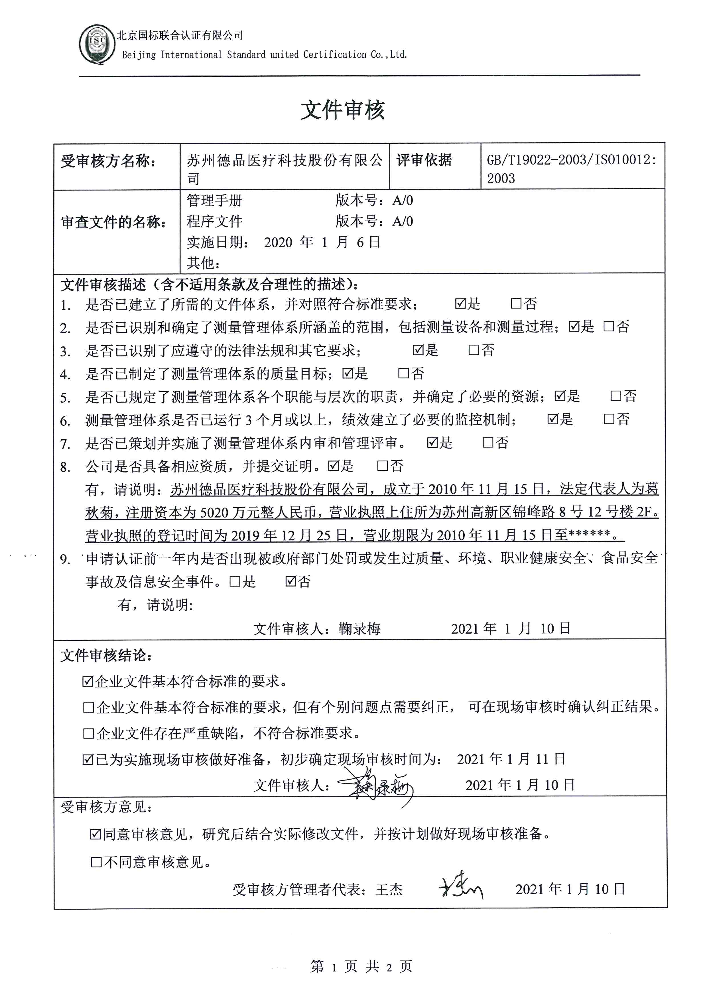 ISC
北京国标联合认证有限公司
Beijing International Standard united Certification Co.,Ltd.
文件审核
受审核方名称：
苏州德品医疗科技股份有限公
司
评审依据
GB/T19022-2003/ISO10012:
2003
审查文件的名称：
管理手册 版本号：A/0
程序文件 版本号：A/0
实施日期： 2020 年 1 月 6 日
其他：
文件审核描述（含不适用条款及合理性的描述）：
1. 是否已建立了所需的文件体系，并对照符合标准要求； ☑是 □否
2. 是否已识别和确定了测量管理体系所涵盖的范围，包括测量设备和测量过程；☑是 □否
3. 是否已识别了应遵守的法律法规和其它要求； ☑是 □否
4. 是否已制定了测量管理体系的质量目标；☑是 □否
5. 是否已规定了测量管理体系各个职能与层次的职责，并确定了必要的资源；☑是 □否
6. 测量管理体系是否已运行 3 个月或以上，绩效建立了必要的监控机制； ☑是 □否
7. 是否已策划并实施了测量管理体系内审和管理评审。 ☑是 □否
8. 公司是否具备相应资质，并提交证明。☑是 □否
有，请说明：苏州德品医疗科技股份有限公司，成立于 2010 年 11 月 15 日，法定代表人为葛
秋菊，注册资本为 5020 万元整人民币，营业执照上住所为苏州高新区锦峰路 8 号 12 号楼 2F。
营业执照的登记时间为 2019 年 12 月 25 日，营业期限为 2010 年 11 月 15 日至******。
9. 申请认证前一年内是否出现被政府部门处罚或发生过质量、环境、职业健康安全、食品安全
事故及信息安全事件。□是 ☑否
有，请说明:
文件审核人：鞠录梅 2021 年 1 月 10 日
文件审核结论：
☑企业文件基本符合标准的要求。
□企业文件基本符合标准的要求，但有个别问题点需要纠正， 可在现场审核时确认纠正结果。
□企业文件存在严重缺陷，不符合标准要求。
☑已为实施现场审核做好准备，初步确定现场审核时间为： 2021 年 1 月 11 日
文件审核人： 鞠录梅 2021 年 1 月 10 日
受审核方意见：
☑同意审核意见，研究后结合实际修改文件，并按计划做好现场审核准备。
□不同意审核意见。
受审核方管理者代表：王杰 王杰 2021 年 1 月 10 日
第 1 页 共 2 页